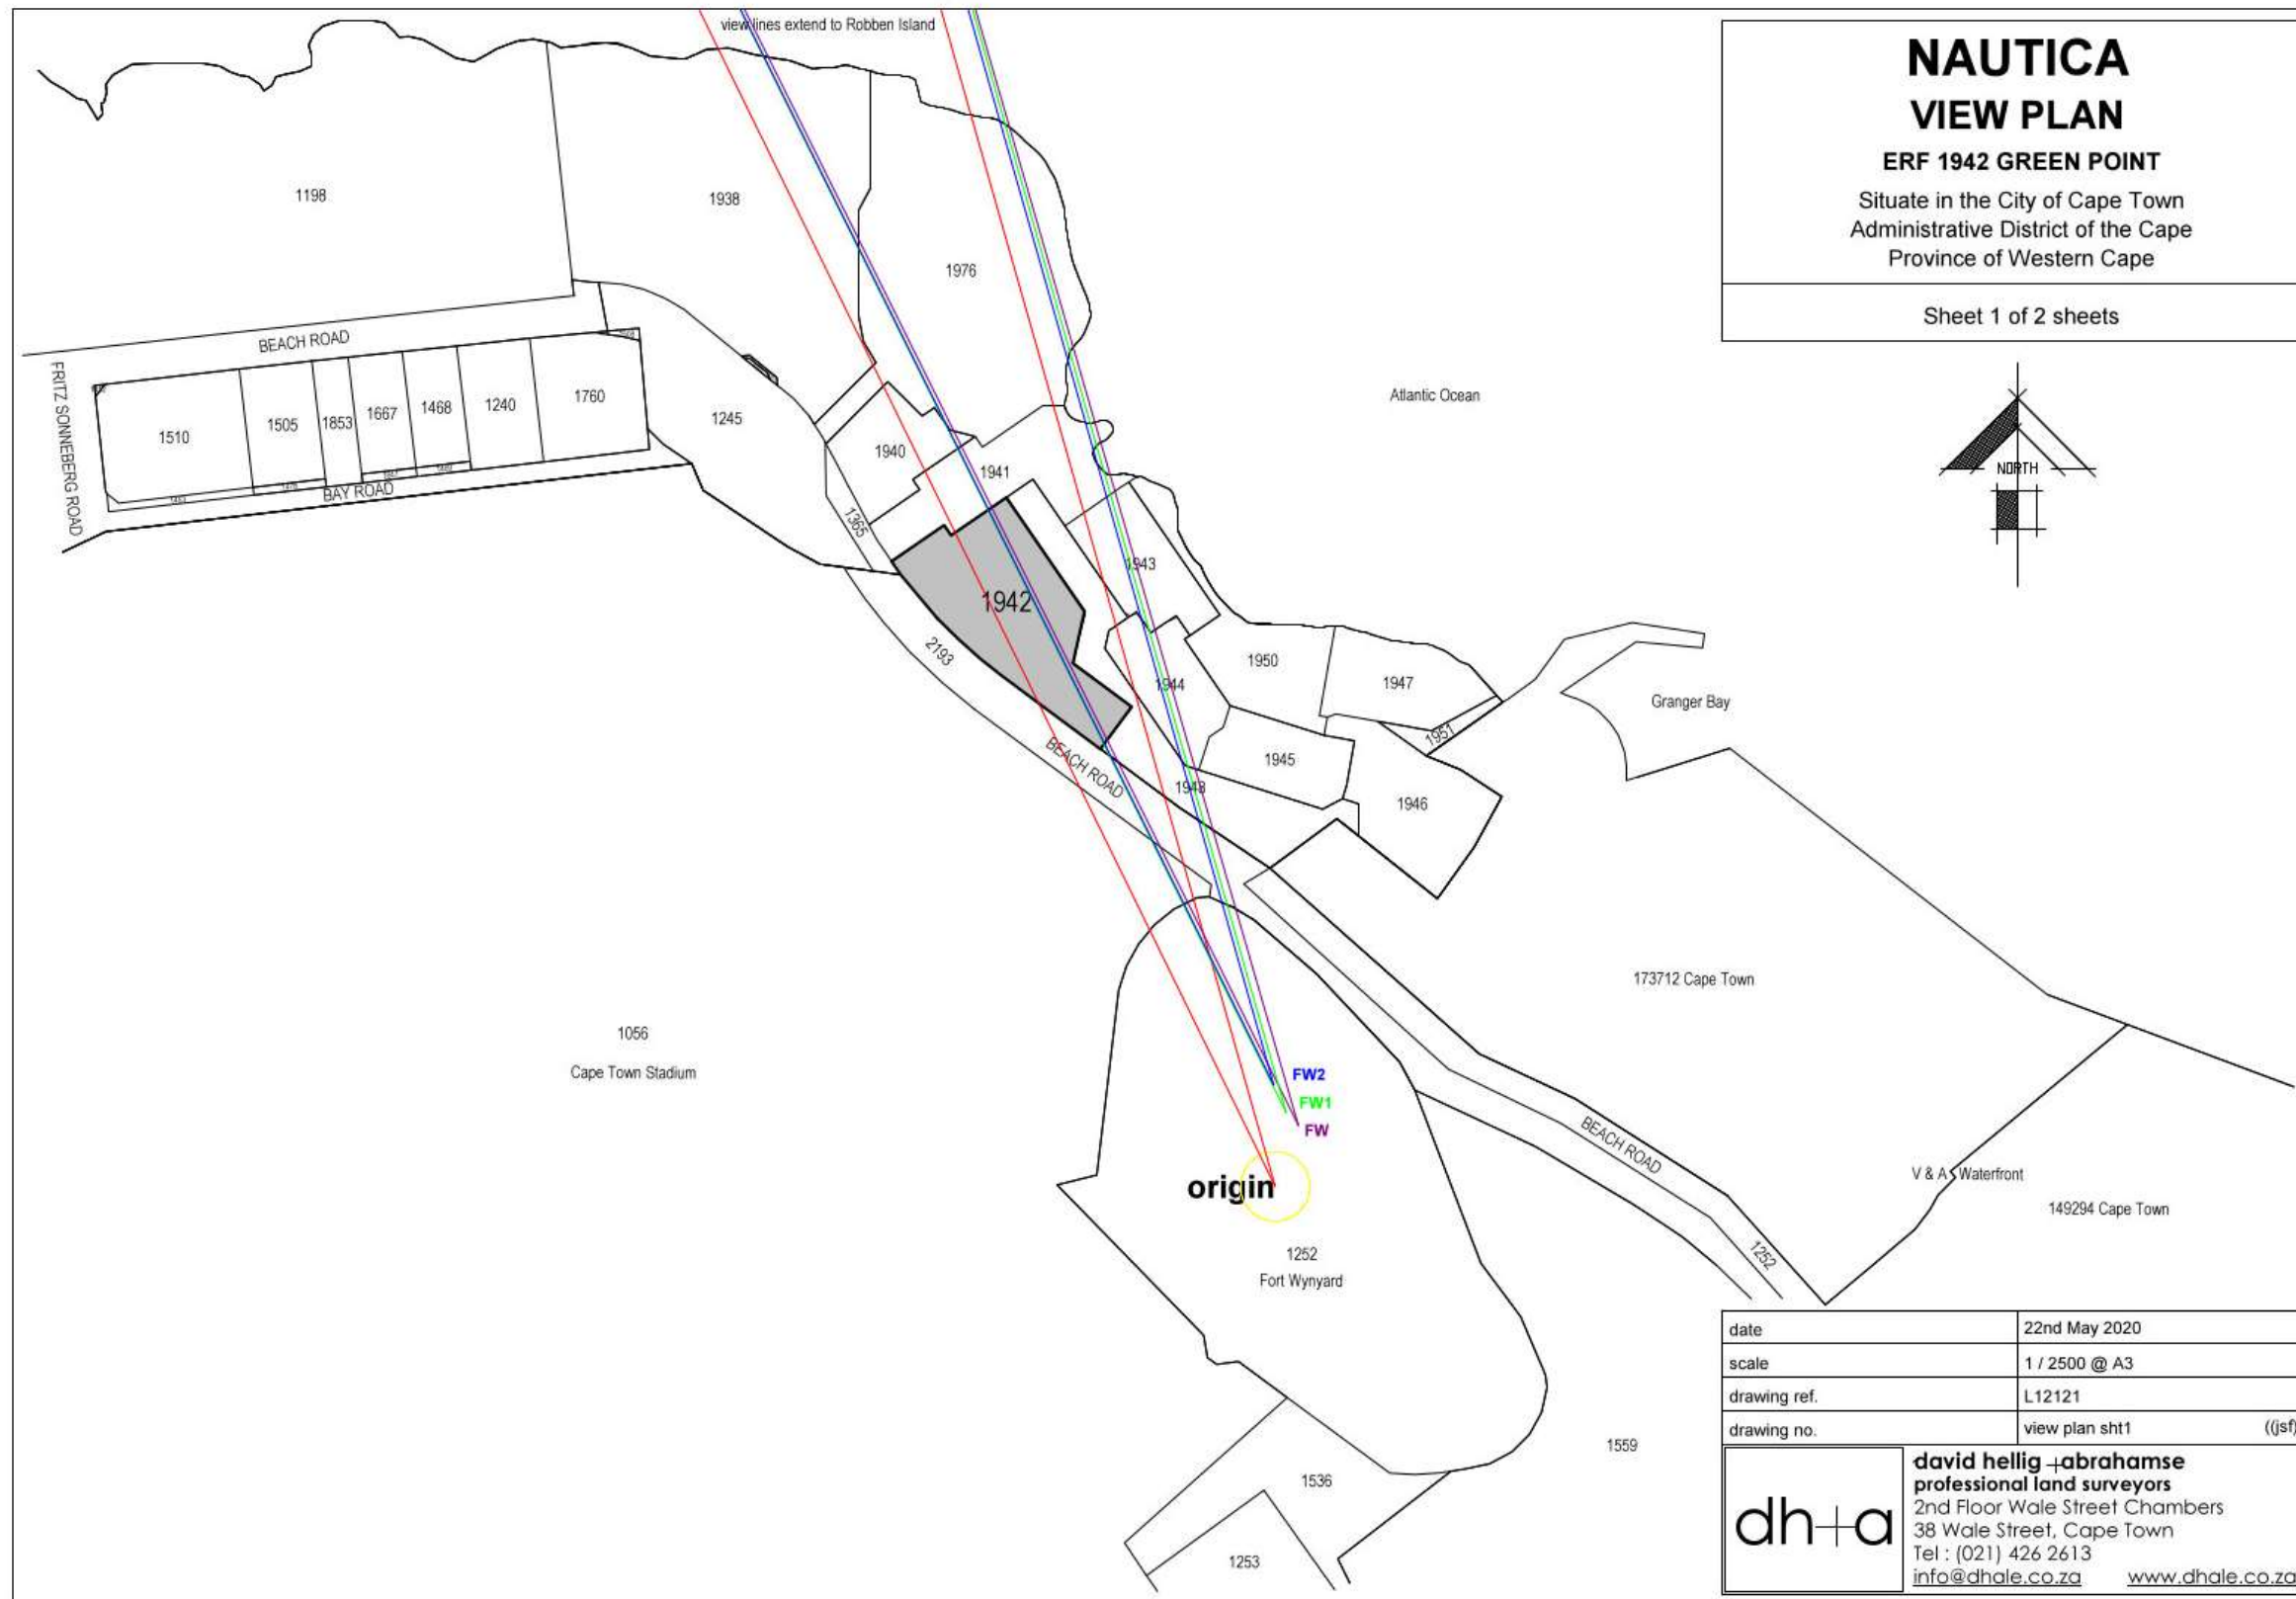 view lines extend to Robben Island
NAUTICA
VIEW PLAN
ERF 1942 GREEN POINT
Situate in the City of Cape Town
Administrative District of the Cape
Province of Western Cape
Sheet 1 of 2 sheets
1198
1938
1976
BEACH ROAD
FRITZ SONNEBERG ROAD
1510
1505
1853
1667
1468
1240
1760
1245
BAY ROAD
1940
1941
1365
Atlantic Ocean
NORTH
1943
1942
2193
1944
1950
1947
1951
Granger Bay
BEACH ROAD
1948
1945
1946
173712 Cape Town
1056
Cape Town Stadium
FW2
FW1
FW
origin
1252
Fort Wynyard
BEACH ROAD
1252
V & A Waterfront
149294 Cape Town
1559
1536
1253
date 22nd May 2020
scale 1 / 2500 @ A3
drawing ref. L12121
drawing no. view plan sht1 ((jsf)
dh+a
david hellig + abrahamse
professional land surveyors
2nd Floor Wale Street Chambers
38 Wale Street, Cape Town
Tel : (021) 426 2613
info@dhale.co.za www.dhale.co.za